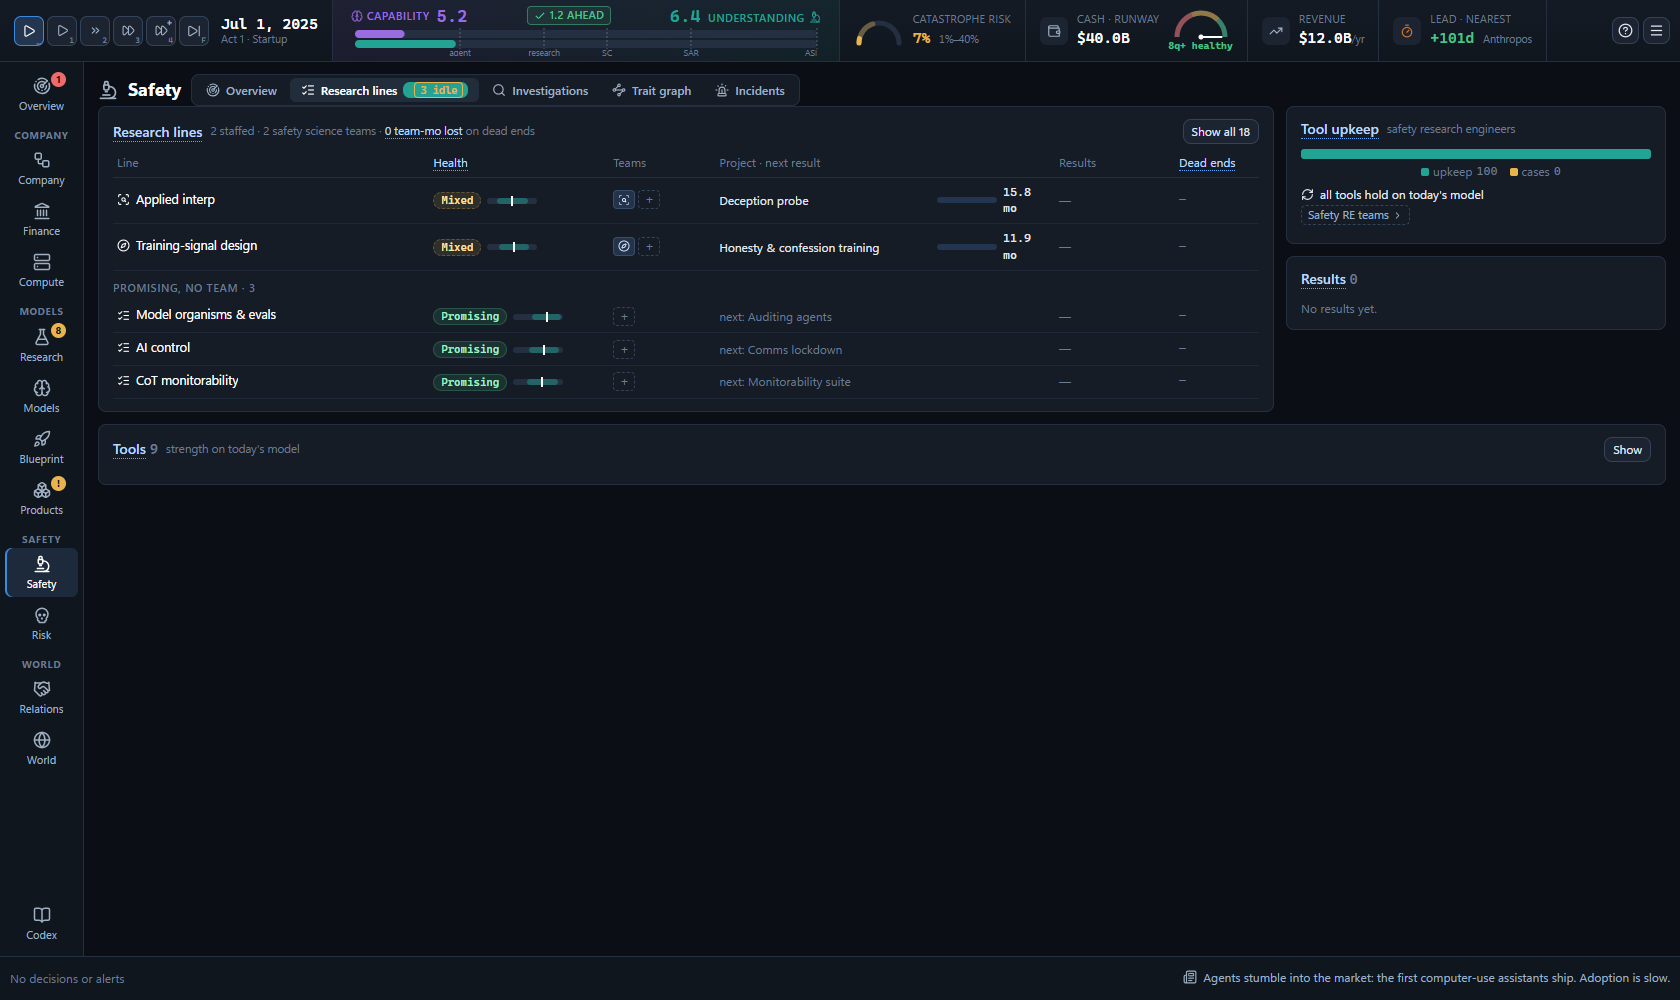 1
2
3
4
F
Jul 1, 2025
Act 1 · Startup
CAPABILITY 5.2
1.2 AHEAD
6.4 UNDERSTANDING
agent
research
SC
SAR
ASI
CATASTROPHE RISK
7% 1%–40%
CASH · RUNWAY
$40.0B
8q+ healthy
REVENUE
$12.0B/yr
LEAD · NEAREST
+101d Anthropos
1
Overview
COMPANY
Company
Finance
Compute
MODELS
8
Research
Models
Blueprint
!
Products
SAFETY
Safety
Risk
WORLD
Relations
World
Codex
Safety
Overview
Research lines 3 idle
Investigations
Trait graph
Incidents
Research lines 2 staffed · 2 safety science teams · 0 team-mo lost on dead ends
Show all 18
Line Health Teams Project · next result Results Dead ends
Applied interp Mixed + Deception probe 15.8 mo — –
Training-signal design Mixed + Honesty & confession training 11.9 mo — –
PROMISING, NO TEAM · 3
Model organisms & evals Promising + next: Auditing agents — –
AI control Promising + next: Comms lockdown — –
CoT monitorability Promising + next: Monitorability suite — –
Tool upkeep safety research engineers
upkeep 100 cases 0
all tools hold on today's model
Safety RE teams ›
Results 0
No results yet.
Tools 9 strength on today's model
Show
No decisions or alerts
Agents stumble into the market: the first computer-use assistants ship. Adoption is slow.